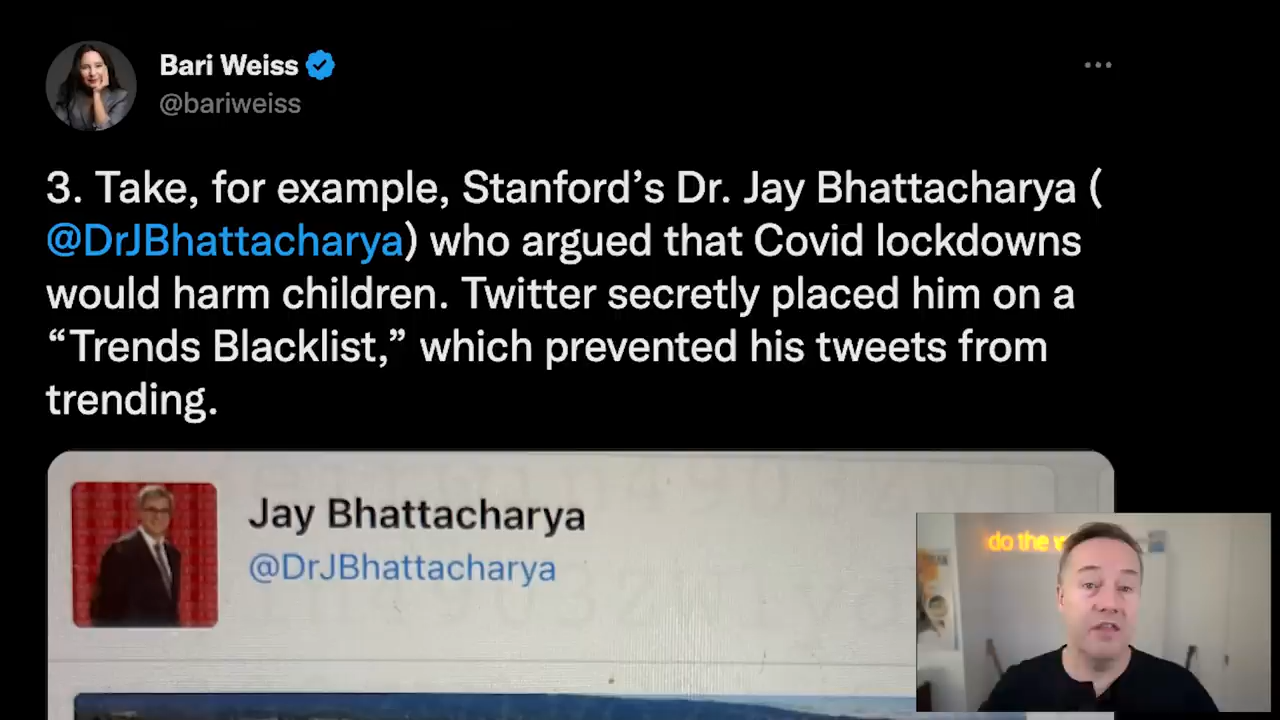 Bari Weiss
@bariweiss
3. Take, for example, Stanford’s Dr. Jay Bhattacharya (
@DrJBhattacharya) who argued that Covid lockdowns
would harm children. Twitter secretly placed him on a
“Trends Blacklist,” which prevented his tweets from
trending.
Jay Bhattacharya
@DrJBhattacharya
do the